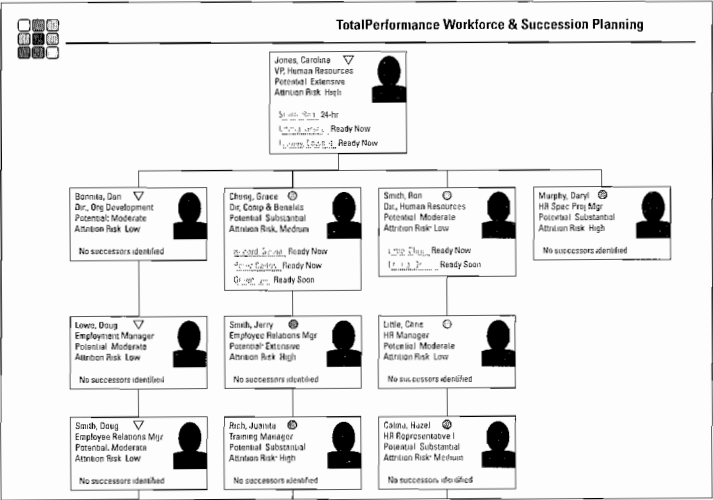 TotalPerformance Workforce & Succession Planning
Jones, Caroline
VP, Human Resources
Potential Extensive
Attrition Risk High
24-hr
Ready Now
Ready Now
Bonnita, Dan
Dir., Org Development
Potential: Moderate
Attrition Risk Low
No successors identified
Chung, Grace
Dir, Comp & Benefits
Potential Substantial
Attrition Risk, Medium
Ready Now
Ready Now
Ready Soon
Smith, Ron
Dir., Human Resources
Potential Moderate
Attrition Risk Low
Ready Now
Ready Soon
Murphy, Daryl
HR Spec Proj Mgr
Potential Substantial
Attrition Risk High
No successors identified
Lowe, Doug
Employment Manager
Potential Moderate
Attrition Risk Low
No successors identified
Smith, Jerry
Employee Relations Mgr
Potential Extensive
Attrition Risk High
No successors identified
Little,
HR Manager
Potential Moderate
Attrition Risk Low
No successors identified
Smith, Doug
Employee Relations Mgr
Potential. Moderate
Attrition Risk Low
No successors identified
Rich, Juanita
Training Manager
Potential Substantial
Attrition Risk High
No successors identified
Calma, Hazel
HR Representative I
Potential Substantial
Attrition Risk Medium
No successors identified